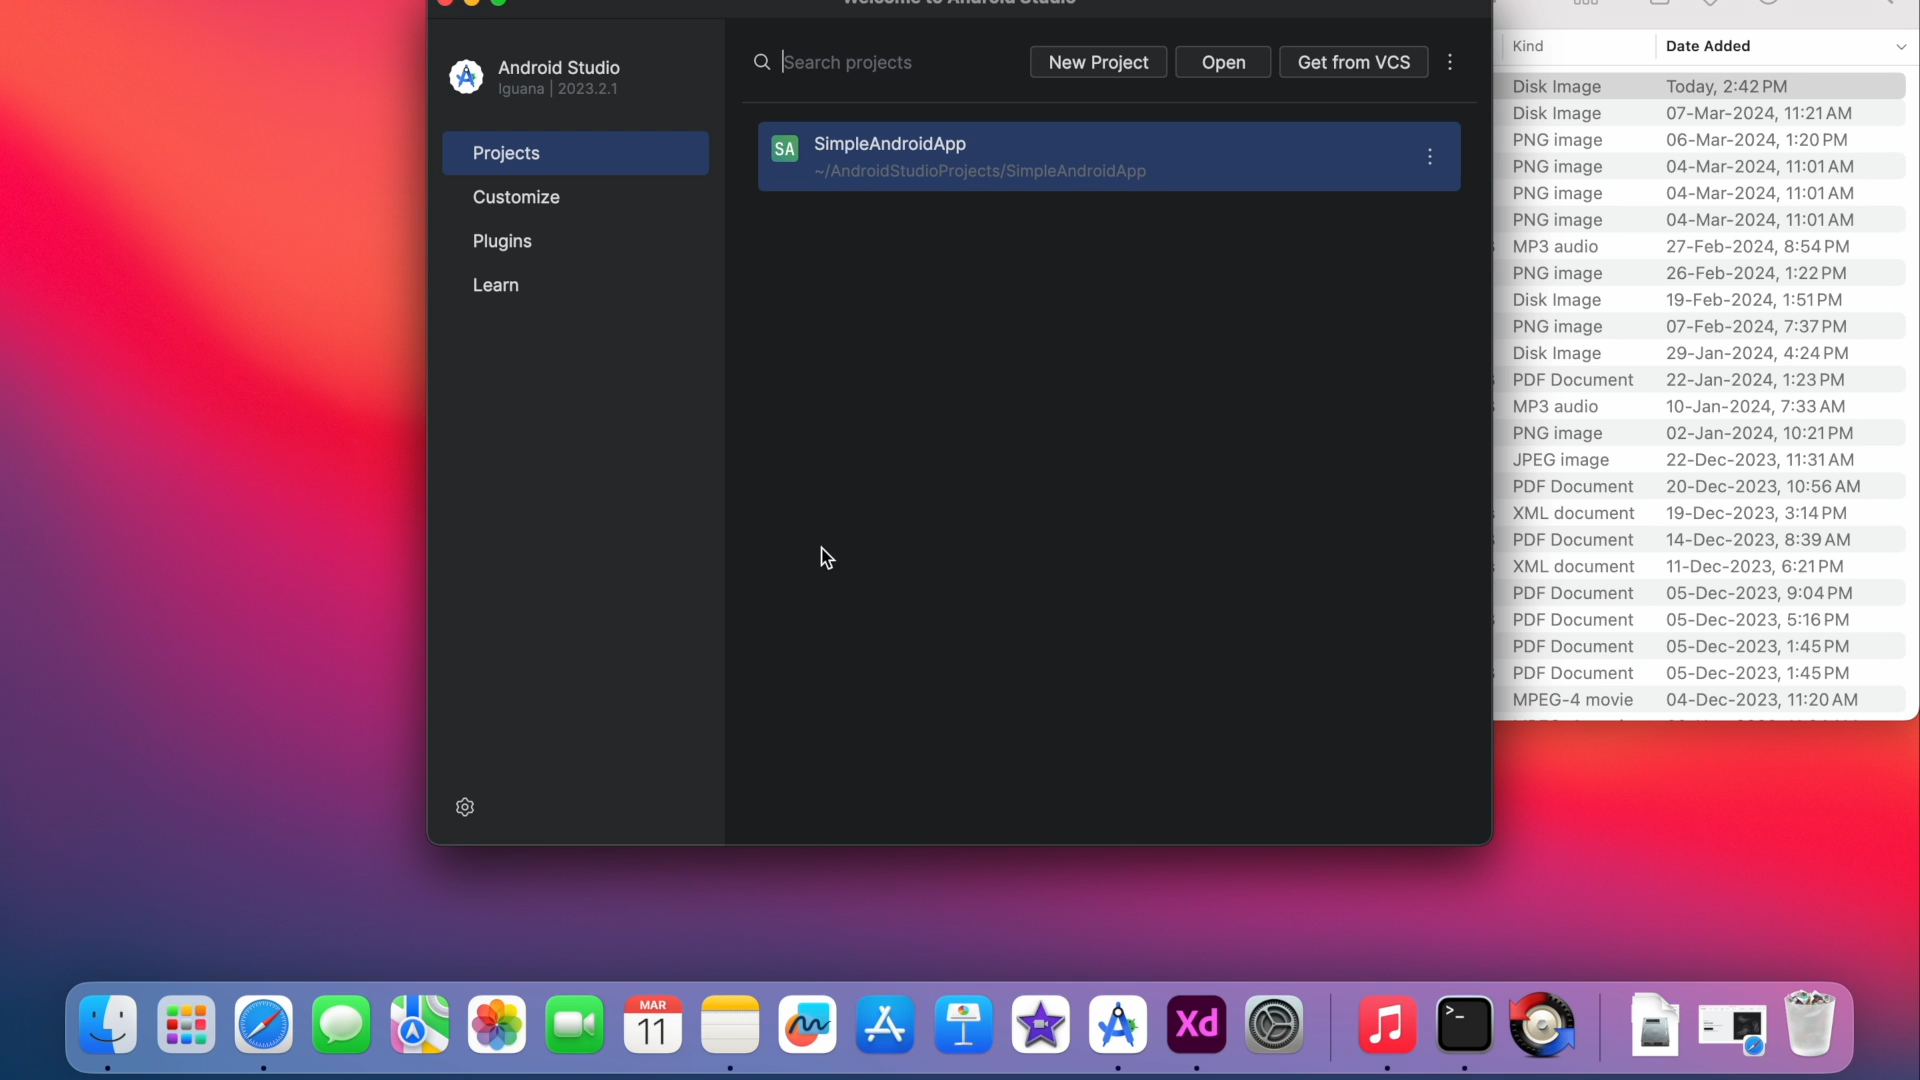 Welcome to Android Studio
Android Studio
Iguana | 2023.2.1
Projects
Customize
Plugins
Learn
Search projects
New Project
Open
Get from VCS
SA
SimpleAndroidApp
~/AndroidStudioProjects/SimpleAndroidApp
Kind Date Added
Disk Image Today, 2:42 PM
Disk Image 07-Mar-2024, 11:21 AM
PNG image 06-Mar-2024, 1:20 PM
PNG image 04-Mar-2024, 11:01 AM
PNG image 04-Mar-2024, 11:01 AM
PNG image 04-Mar-2024, 11:01 AM
MP3 audio 27-Feb-2024, 8:54 PM
PNG image 26-Feb-2024, 1:22 PM
Disk Image 19-Feb-2024, 1:51 PM
PNG image 07-Feb-2024, 7:37 PM
Disk Image 29-Jan-2024, 4:24 PM
PDF Document 22-Jan-2024, 1:23 PM
MP3 audio 10-Jan-2024, 7:33 AM
PNG image 02-Jan-2024, 10:21 PM
JPEG image 22-Dec-2023, 11:31 AM
PDF Document 20-Dec-2023, 10:56 AM
XML document 19-Dec-2023, 3:14 PM
PDF Document 14-Dec-2023, 8:39 AM
XML document 11-Dec-2023, 6:21 PM
PDF Document 05-Dec-2023, 9:04 PM
PDF Document 05-Dec-2023, 5:16 PM
PDF Document 05-Dec-2023, 1:45 PM
PDF Document 05-Dec-2023, 1:45 PM
MPEG-4 movie 04-Dec-2023, 11:20 AM
MAR
11
Xd
>_